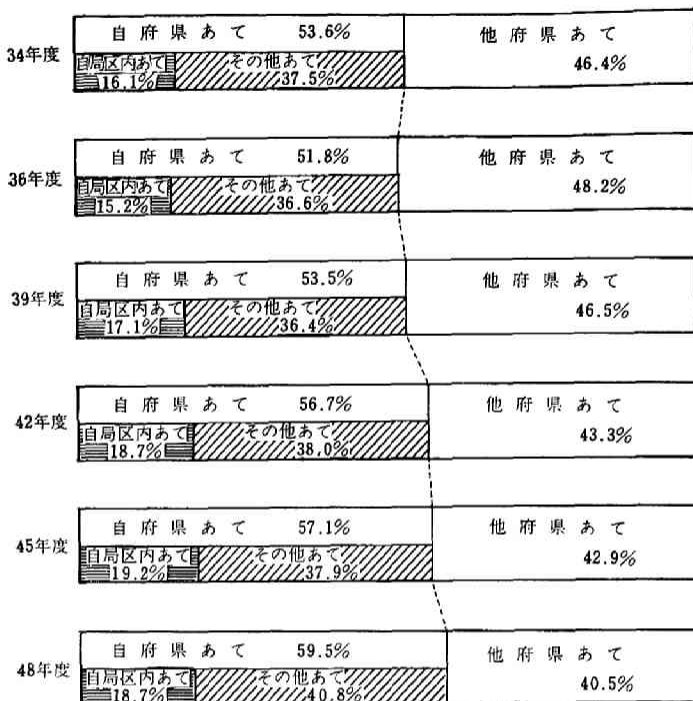 34年度
自府県あて 53.6%
他府県あて
46.4%
自局区内あて
16.1%
その他あて
37.5%
36年度
自府県あて 51.8%
他府県あて
48.2%
自局区内あて
15.2%
その他あて
36.6%
39年度
自府県あて 53.5%
他府県あて
46.5%
自局区内あて
17.1%
その他あて
36.4%
42年度
自府県あて 56.7%
他府県あて
43.3%
自局区内あて
18.7%
その他あて
38.0%
45年度
自府県あて 57.1%
他府県あて
42.9%
自局区内あて
19.2%
その他あて
37.9%
48年度
自府県あて 59.5%
他府県あて
40.5%
自局区内あて
18.7%
その他あて
40.8%